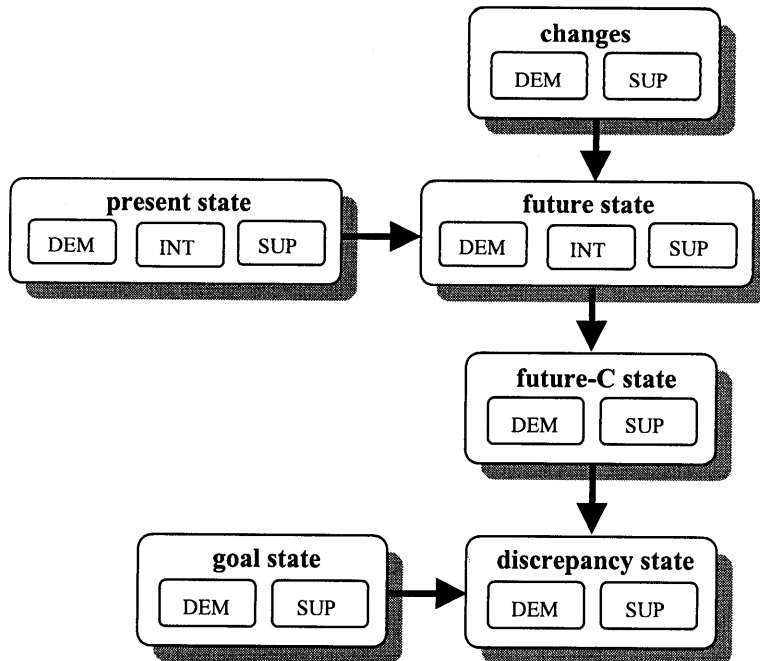 changes
DEM SUP
present state
DEM INT SUP
future state
DEM INT SUP
future-C state
DEM SUP
goal state
DEM SUP
discrepancy state
DEM SUP